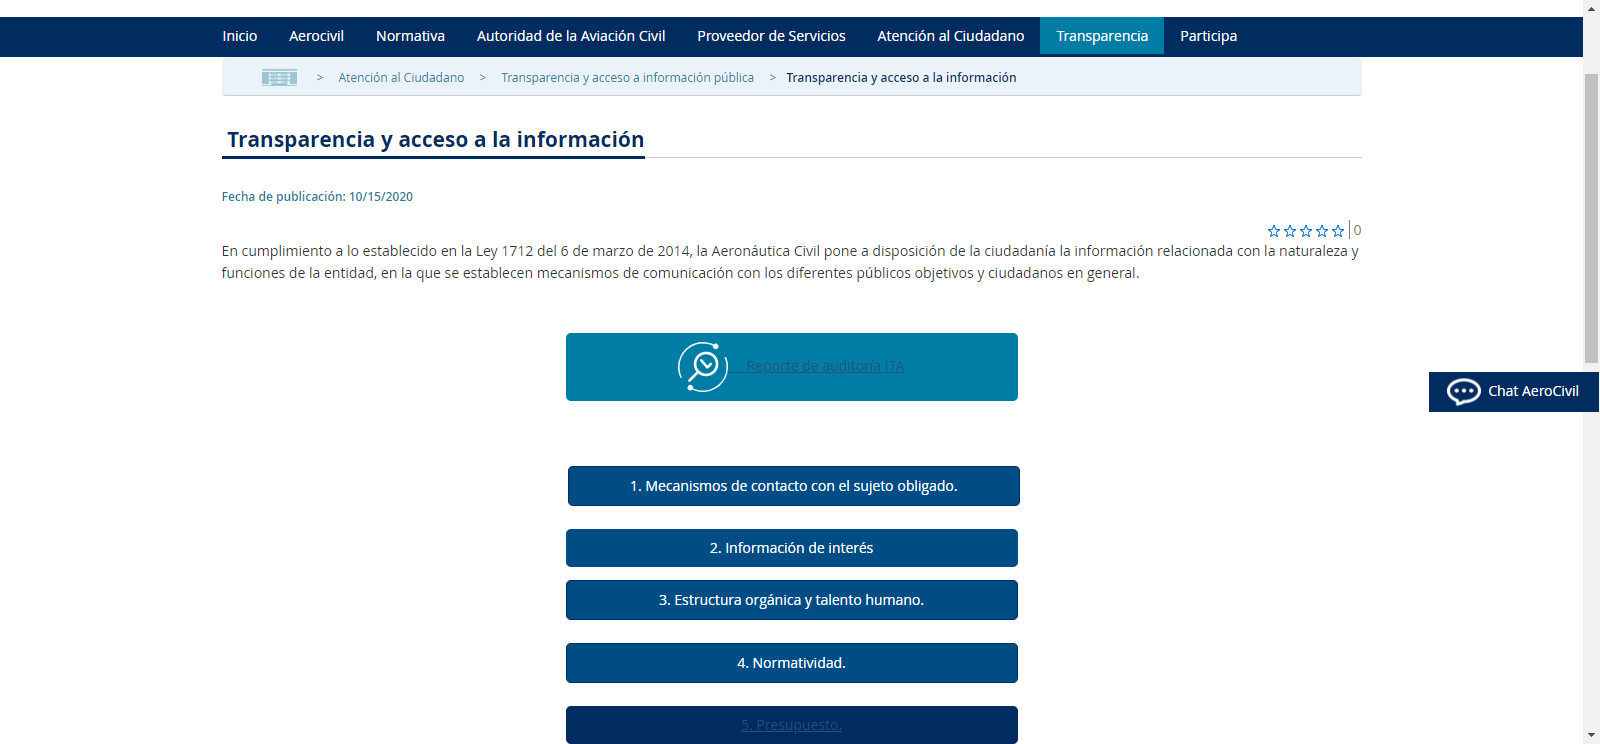 Inicio Aerocivil Normativa Autoridad de la Aviación Civil Proveedor de Servicios Atención al Ciudadano Transparencia Participa
> Atención al Ciudadano > Transparencia y acceso a información pública > Transparencia y acceso a la información
Transparencia y acceso a la información
Fecha de publicación: 10/15/2020
0
En cumplimiento a lo establecido en la Ley 1712 del 6 de marzo de 2014, la Aeronáutica Civil pone a disposición de la ciudadanía la información relacionada con la naturaleza y
funciones de la entidad, en la que se establecen mecanismos de comunicación con los diferentes públicos objetivos y ciudadanos en general.
Reporte de auditoría ITA
Chat AeroCivil
1. Mecanismos de contacto con el sujeto obligado.
2. Información de interés
3. Estructura orgánica y talento humano.
4. Normatividad.
5. Presupuesto.